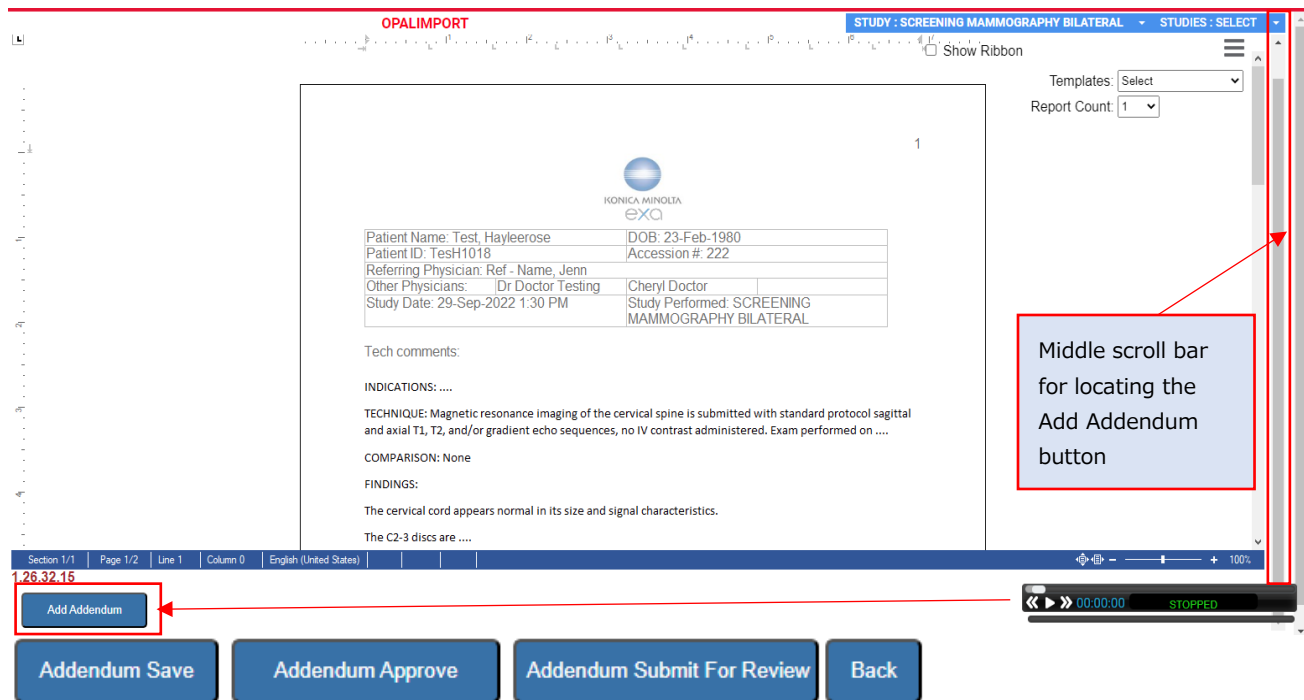 OPALIMPORT
STUDY : SCREENING MAMMOGRAPHY BILATERAL STUDIES : SELECT
L
1 2 3 4 5 6 7
Show Ribbon
Templates: Select
Report Count: 1
1
KONICA MINOLTA
exa
Patient Name: Test, Hayleerose DOB: 23-Feb-1980
Patient ID: TesH1018 Accession #: 222
Referring Physician: Ref - Name, Jenn
Other Physicians: Dr Doctor Testing Cheryl Doctor
Study Date: 29-Sep-2022 1:30 PM Study Performed: SCREENING
MAMMOGRAPHY BILATERAL
Tech comments:
INDICATIONS: ....
TECHNIQUE: Magnetic resonance imaging of the cervical spine is submitted with standard protocol sagittal
and axial T1, T2, and/or gradient echo sequences, no IV contrast administered. Exam performed on ....
COMPARISON: None
FINDINGS:
The cervical cord appears normal in its size and signal characteristics.
The C2-3 discs are ....
Middle scroll bar
for locating the
Add Addendum
button
Section 1/1 Page 1/2 Line 1 Column 0 English (United States) 100%
1.26.32.15
Add Addendum
00:00:00 STOPPED
Addendum Save Addendum Approve Addendum Submit For Review Back